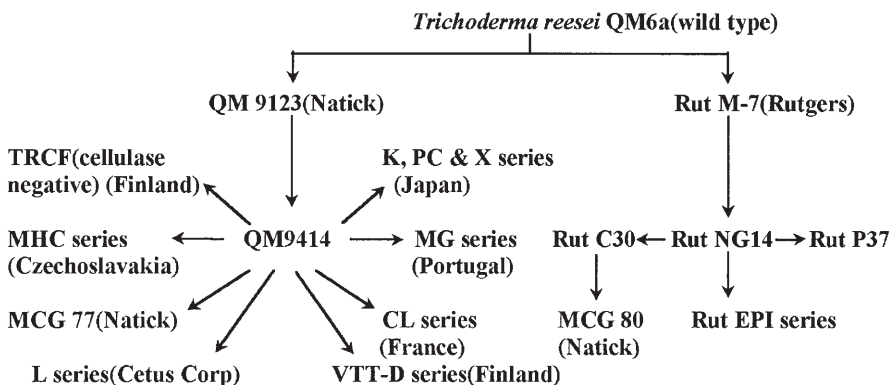 Trichoderma reesei QM6a(wild type)
QM 9123(Natick)
Rut M-7(Rutgers)
TRCF(cellulase
negative) (Finland)
K, PC & X series
(Japan)
MHC series
(Czechoslavakia)
QM9414
MG series
(Portugal)
Rut C30
Rut NG14
Rut P37
MCG 77(Natick)
CL series
(France)
MCG 80
(Natick)
Rut EPI series
L series(Cetus Corp)
VTT-D series(Finland)